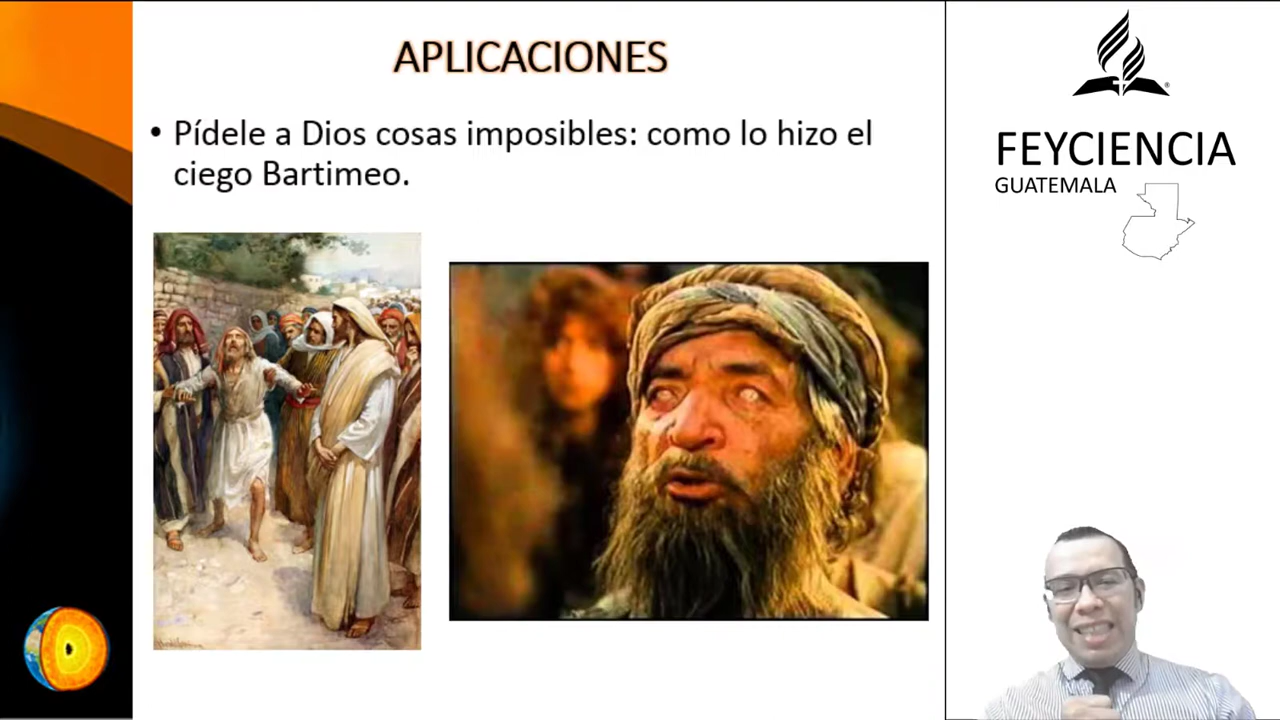 APLICACIONES
• Pídele a Dios cosas imposibles: como lo hizo el
ciego Bartimeo.
FEYCIENCIA
GUATEMALA